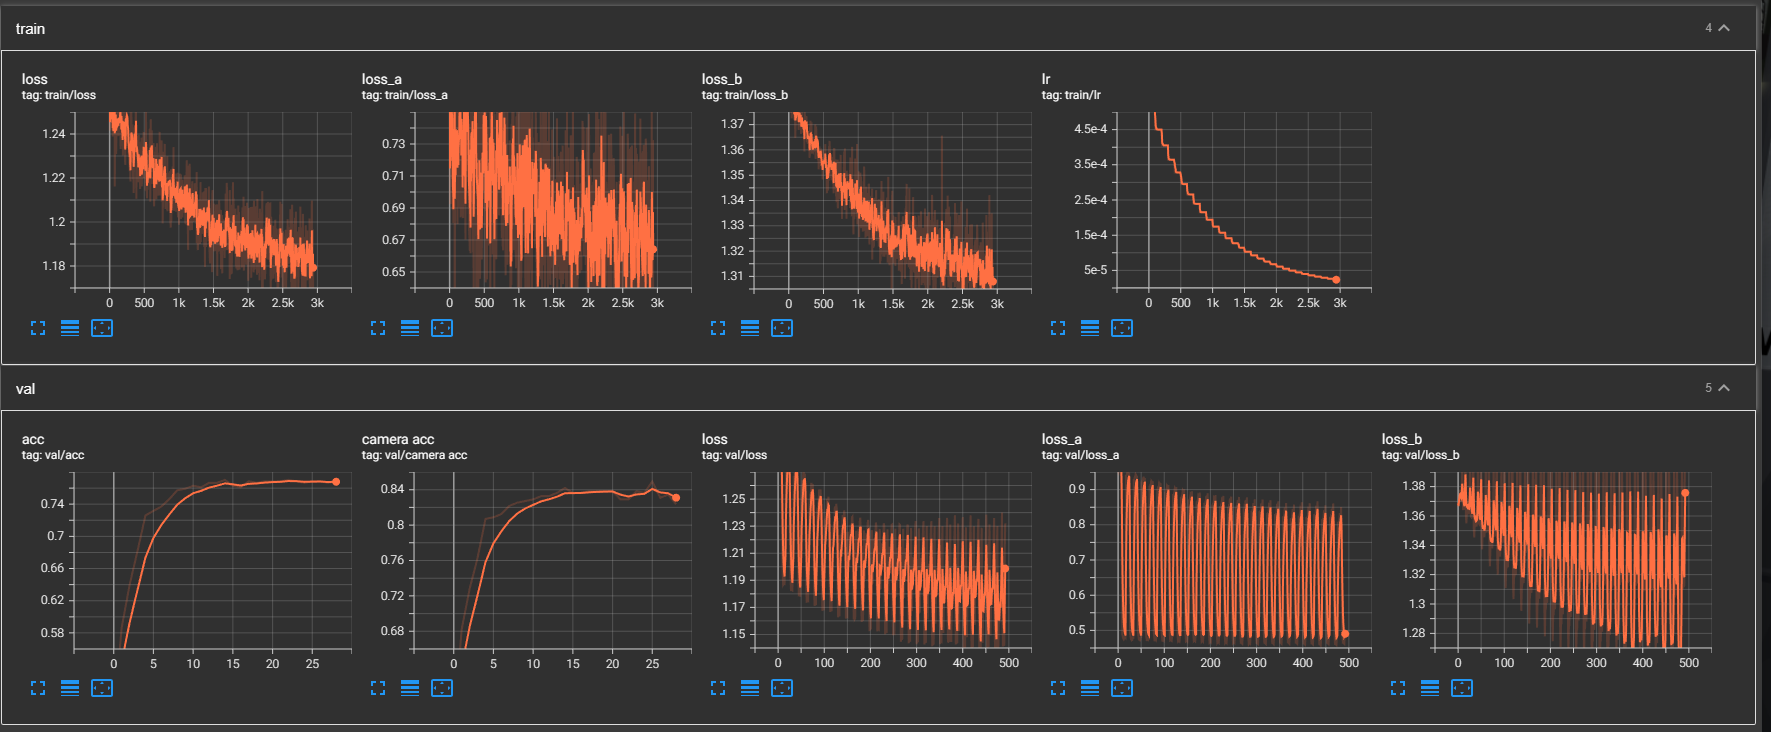 train
4
loss
tag: train/loss
1.24
1.22
1.2
1.18
0 500 1k 1.5k 2k 2.5k 3k
loss_a
tag: train/loss_a
0.73
0.71
0.69
0.67
0.65
0 500 1k 1.5k 2k 2.5k 3k
loss_b
tag: train/loss_b
1.37
1.36
1.35
1.34
1.33
1.32
1.31
0 500 1k 1.5k 2k 2.5k 3k
lr
tag: train/lr
4.5e-4
3.5e-4
2.5e-4
1.5e-4
5e-5
0 500 1k 1.5k 2k 2.5k 3k
val
5
acc
tag: val/acc
0.74
0.7
0.66
0.62
0.58
0 5 10 15 20 25
camera acc
tag: val/camera acc
0.84
0.8
0.76
0.72
0.68
0 5 10 15 20 25
loss
tag: val/loss
1.25
1.23
1.21
1.19
1.17
1.15
0 100 200 300 400 500
loss_a
tag: val/loss_a
0.9
0.8
0.7
0.6
0.5
0 100 200 300 400 500
loss_b
tag: val/loss_b
1.38
1.36
1.34
1.32
1.3
1.28
0 100 200 300 400 500